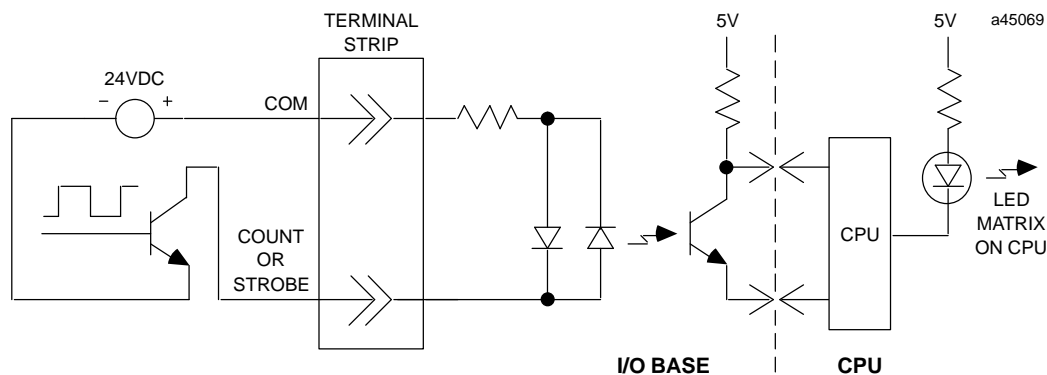 5V
5V
a45069
TERMINAL
STRIP
24VDC
−
+
COM
COUNT
OR
STROBE
CPU
LED
MATRIX
ON CPU
I/O BASE
CPU